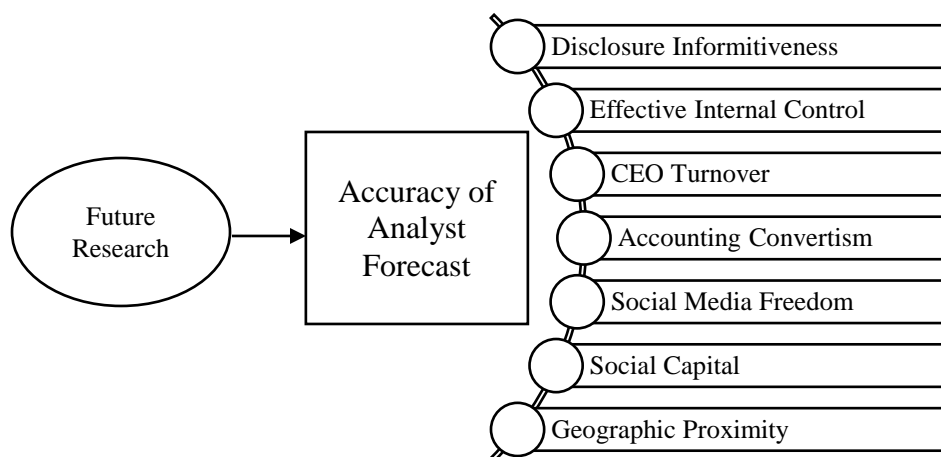 Future
Research
Accuracy of
Analyst
Forecast
Disclosure Informitiveness
Effective Internal Control
CEO Turnover
Accounting Convertism
Social Media Freedom
Social Capital
Geographic Proximity